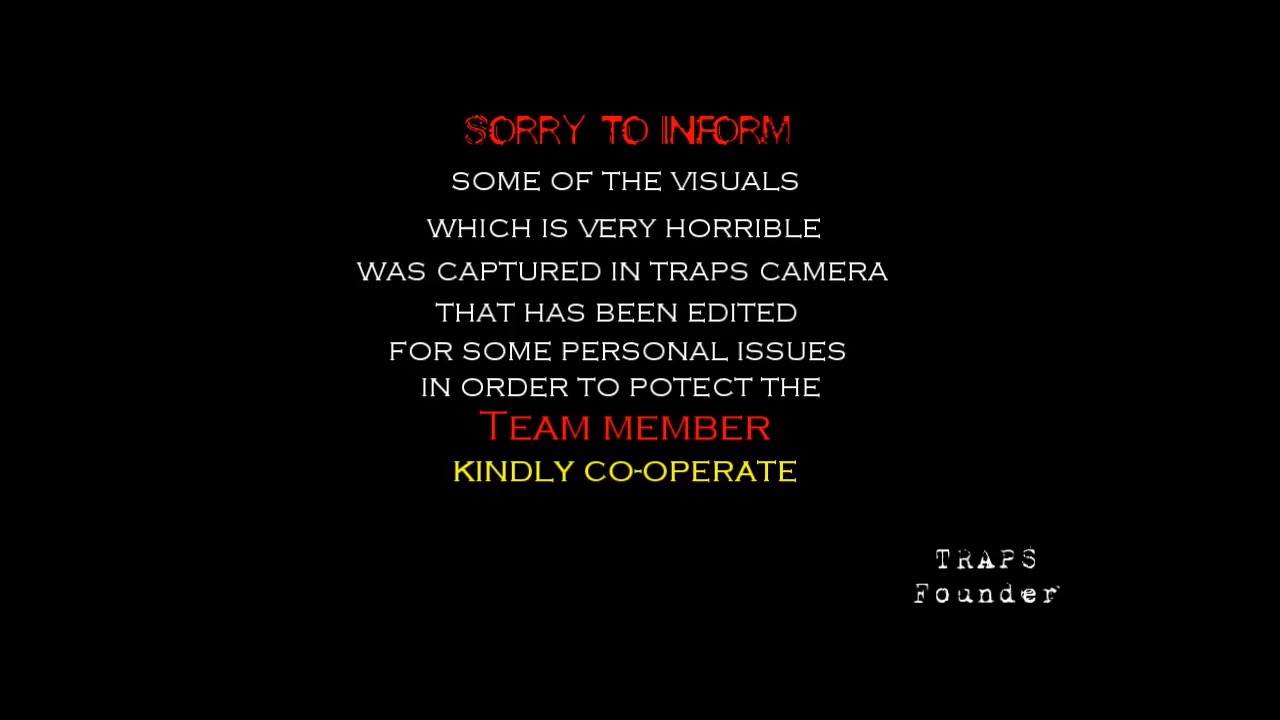 SORRY TO INFORM
SOME OF THE VISUALS
WHICH IS VERY HORRIBLE
WAS CAPTURED IN TRAPS CAMERA
THAT HAS BEEN EDITED
FOR SOME PERSONAL ISSUES
IN ORDER TO POTECT THE
TEAM MEMBER
KINDLY CO-OPERATE
TRAPS
Founder